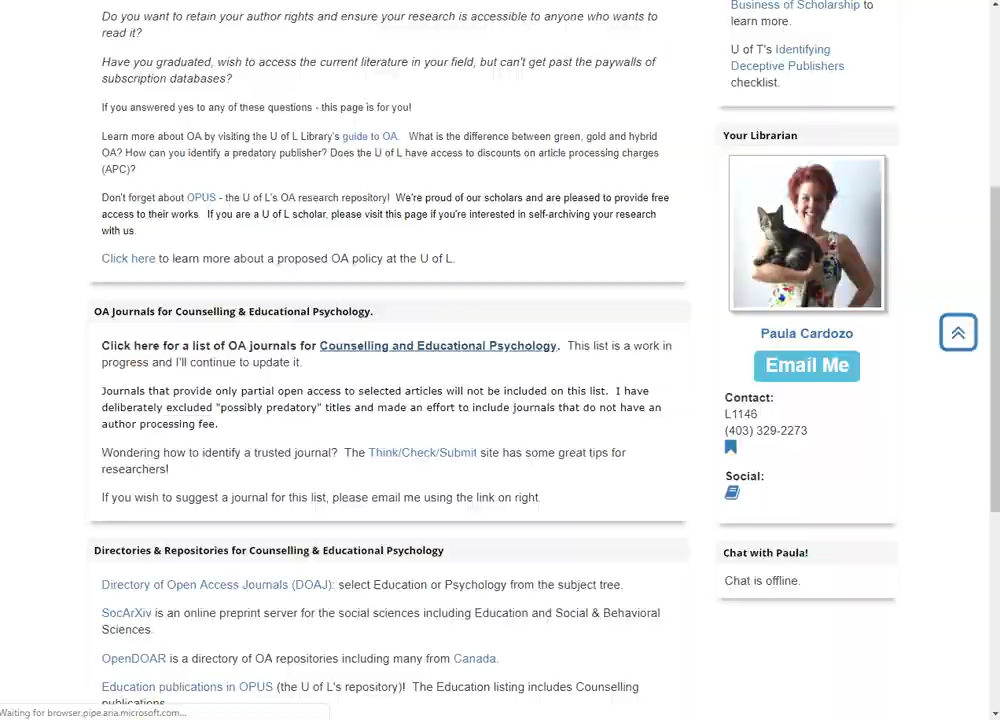 Do you want to retain your author rights and ensure your research is accessible to anyone who wants to
read it?
Have you graduated, wish to access the current literature in your field, but can't get past the paywalls of
subscription databases?
If you answered yes to any of these questions - this page is for you!
Learn more about OA by visiting the U of L Library's guide to OA. What is the difference between green, gold and hybrid
OA? How can you identify a predatory publisher? Does the U of L have access to discounts on article processing charges
(APC)?
Don't forget about OPUS - the U of L's OA research repository! We're proud of our scholars and are pleased to provide free
access to their works. If you are a U of L scholar, please visit this page if you're interested in self-archiving your research
with us.
Click here to learn more about a proposed OA policy at the U of L.
OA Journals for Counselling & Educational Psychology.
Click here for a list of OA journals for Counselling and Educational Psychology. This list is a work in
progress and I'll continue to update it.
Journals that provide only partial open access to selected articles will not be included on this list. I have
deliberately excluded "possibly predatory" titles and made an effort to include journals that do not have an
author processing fee.
Wondering how to identify a trusted journal? The Think/Check/Submit site has some great tips for
researchers!
If you wish to suggest a journal for this list, please email me using the link on right.
Directories & Repositories for Counselling & Educational Psychology
Directory of Open Access Journals (DOAJ): select Education or Psychology from the subject tree.
SocArXiv is an online preprint server for the social sciences including Education and Social & Behavioral
Sciences.
OpenDOAR is a directory of OA repositories including many from Canada.
Education publications in OPUS (the U of L's repository)! The Education listing includes Counselling
publications.
Business of Scholarship to
learn more.
U of T's Identifying
Deceptive Publishers
checklist.
Your Librarian
Paula Cardozo
Email Me
Contact:
L1146
(403) 329-2273
Social:
Chat with Paula!
Chat is offline.
Waiting for browser.pipe.aria.microsoft.com...